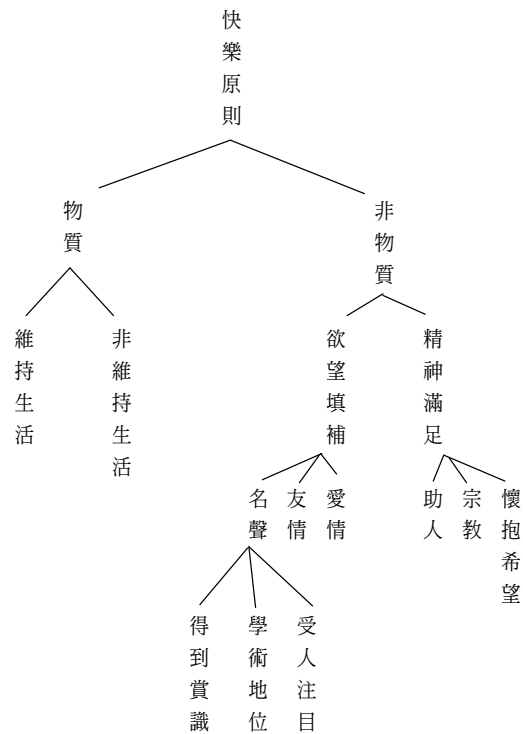 快樂原則
物質
非物質
維持生活
非維持生活
欲望填補
精神滿足
名聲
友情
愛情
助人
宗教
懷抱希望
得到賞識
學術地位
受人注目